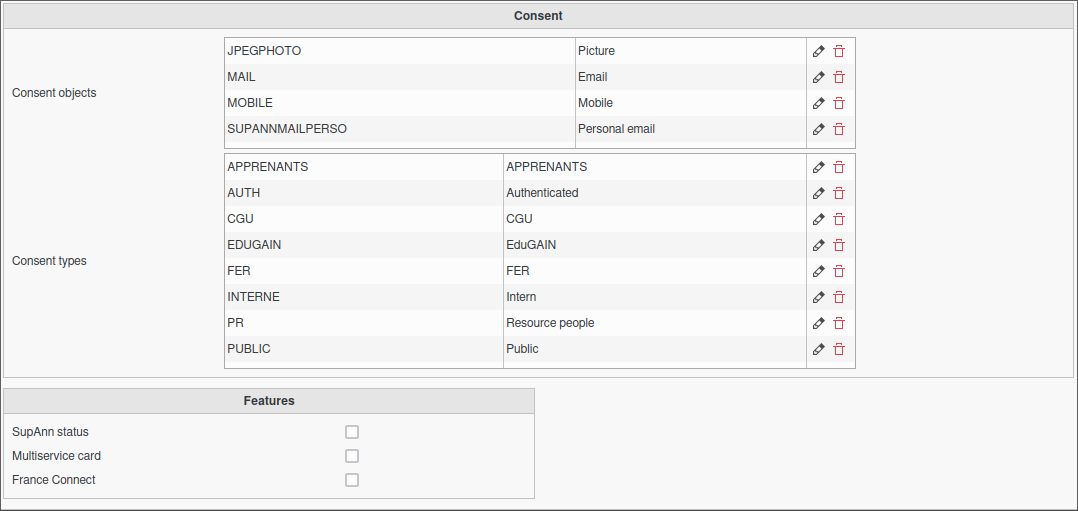 Consent
Consent objects
JPEGPHOTO Picture
MAIL Email
MOBILE Mobile
SUPANNMAILPERSO Personal email
Consent types
APPRENANTS APPRENANTS
AUTH Authenticated
CGU CGU
EDUGAIN EduGAIN
FER FER
INTERNE Intern
PR Resource people
PUBLIC Public
Features
SupAnn status
Multiservice card
France Connect